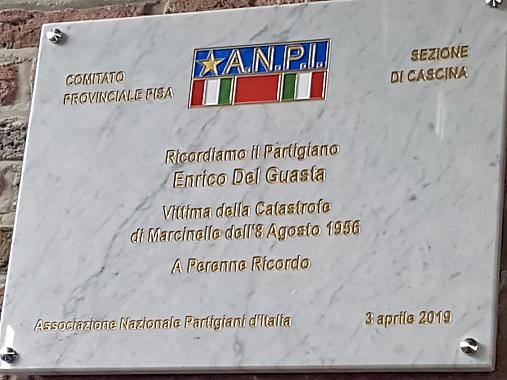 COMITATO
PROVINCIALE PISA
A.N.P.I.
SEZIONE
DI CASCINA
Ricordiamo il Partigiano
Enrico Del Guasta
Vittima della Catastrofe
di Marcinelle dell'8 Agosto 1956
A Perenne Ricordo
Associazione Nazionale Partigiani d'Italia
3 aprile 2019